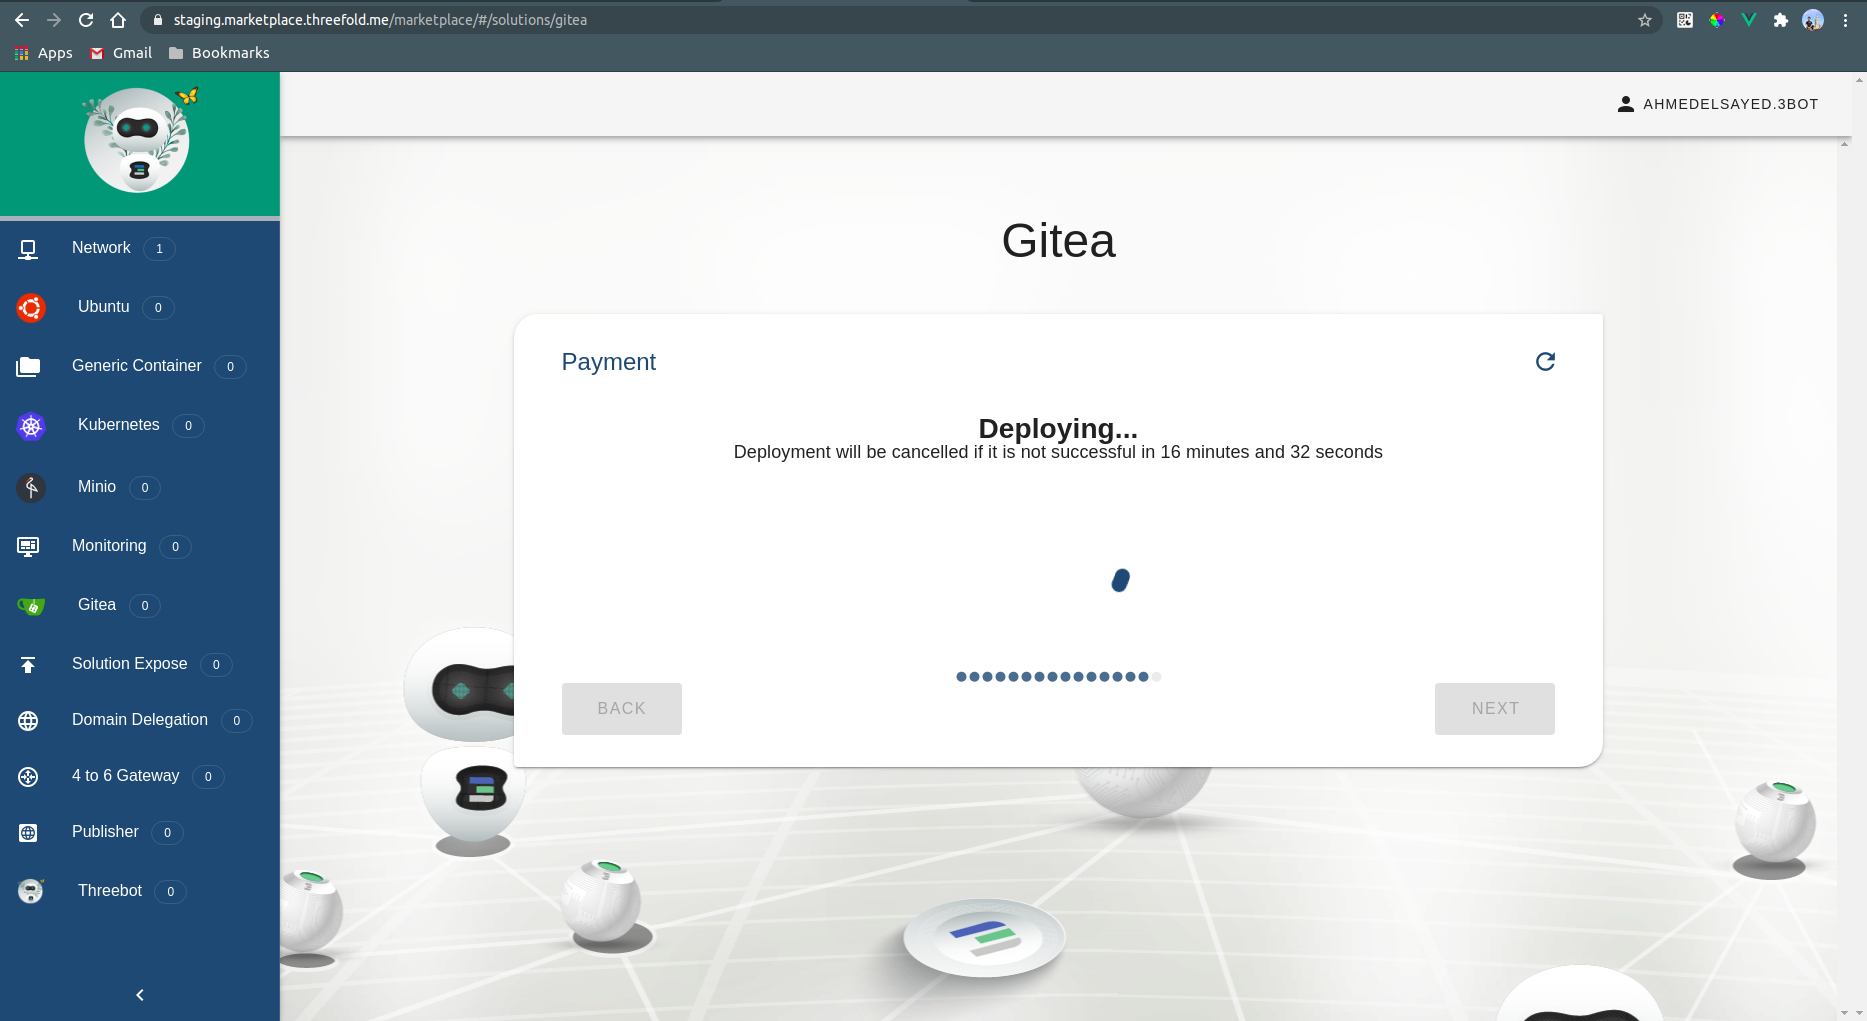 staging.marketplace.threefold.me/marketplace/#/solutions/gitea
Apps
Gmail
Bookmarks
AHMEDELSAYED.3BOT
Network 1
Ubuntu 0
Generic Container 0
Kubernetes 0
Minio 0
Monitoring 0
Gitea 0
Solution Expose 0
Domain Delegation 0
4 to 6 Gateway 0
Publisher 0
Threebot 0
Gitea
Payment
Deploying...
Deployment will be cancelled if it is not successful in 16 minutes and 32 seconds
BACK
NEXT